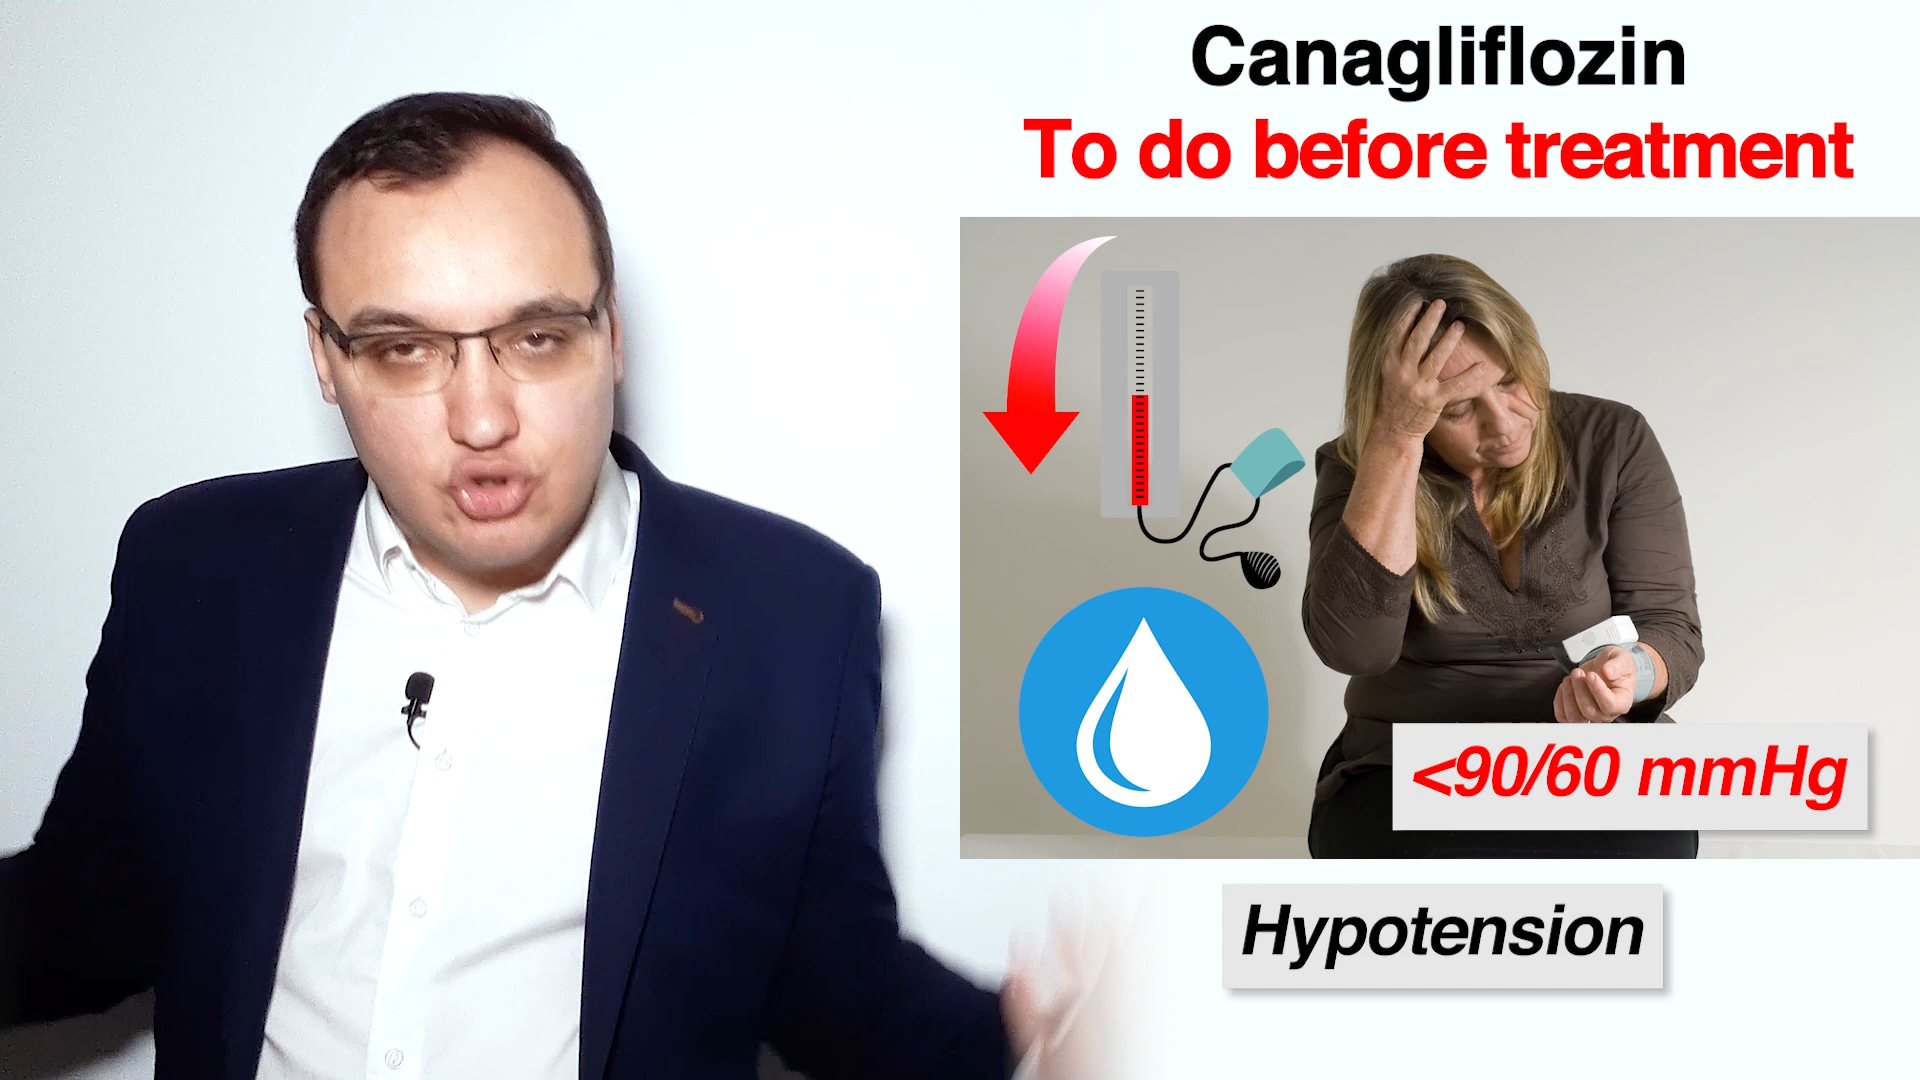 Canagliflozin
To do before treatment
<90/60 mmHg
Hypotension